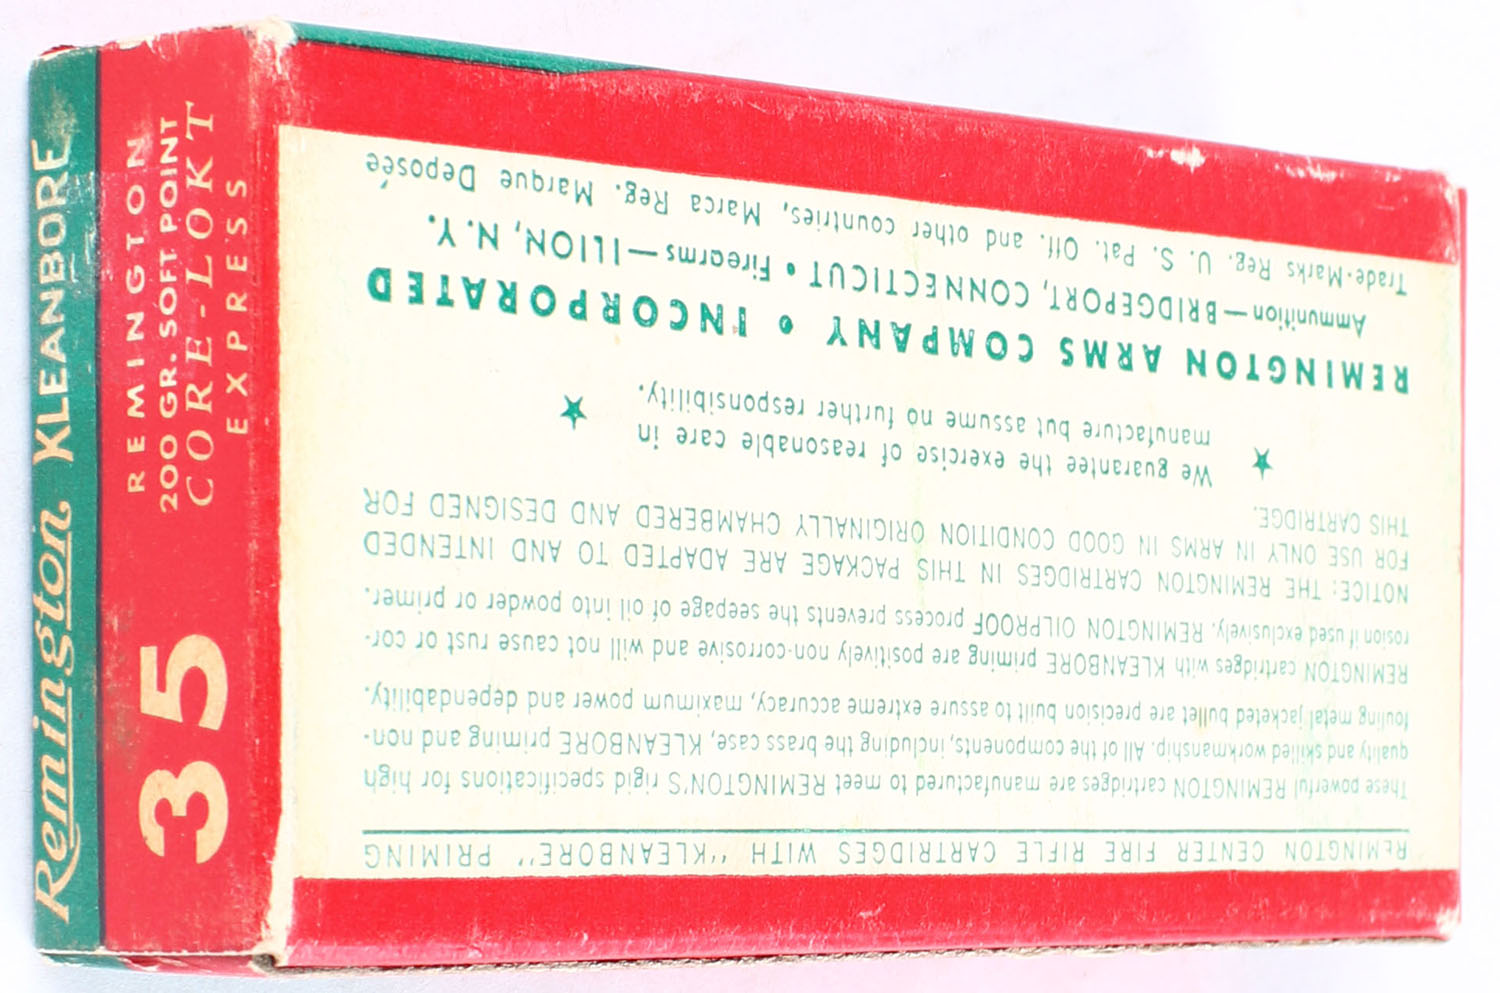 Remington KLEANBORE
35
REMINGTON
200 GR. SOFT POINT
CORE-LOKT
EXPRESS
REMINGTON CENTER FIRE RIFLE CARTRIDGES WITH "KLEANBORE" PRIMING
These powerful REMINGTON cartridges are manufactured to meet REMINGTON'S rigid specifications for high
quality and skilled workmanship. All of the components, including the brass case, KLEANBORE priming and non-
fouling metal jacketed bullet are precision built to assure extreme accuracy, maximum power and dependability.
REMINGTON cartridges with KLEANBORE priming are positively non-corrosive and will not cause rust or cor-
rosion if used exclusively. REMINGTON OILPROOF process prevents the seepage of oil into powder or primer.
NOTICE: THE REMINGTON CARTRIDGES IN THIS PACKAGE ARE ADAPTED TO AND INTENDED
FOR USE ONLY IN ARMS IN GOOD CONDITION ORIGINALLY CHAMBERED AND DESIGNED FOR
THIS CARTRIDGE.
We guarantee the exercise of reasonable care in
manufacture but assume no further responsibility.
REMINGTON ARMS COMPANY • INCORPORATED
Ammunition—BRIDGEPORT, CONNECTICUT • Firearms—ILION, N.Y.
Trade-Marks Reg. U. S. Pat. Off. and other countries, Marca Reg. Marque Deposée